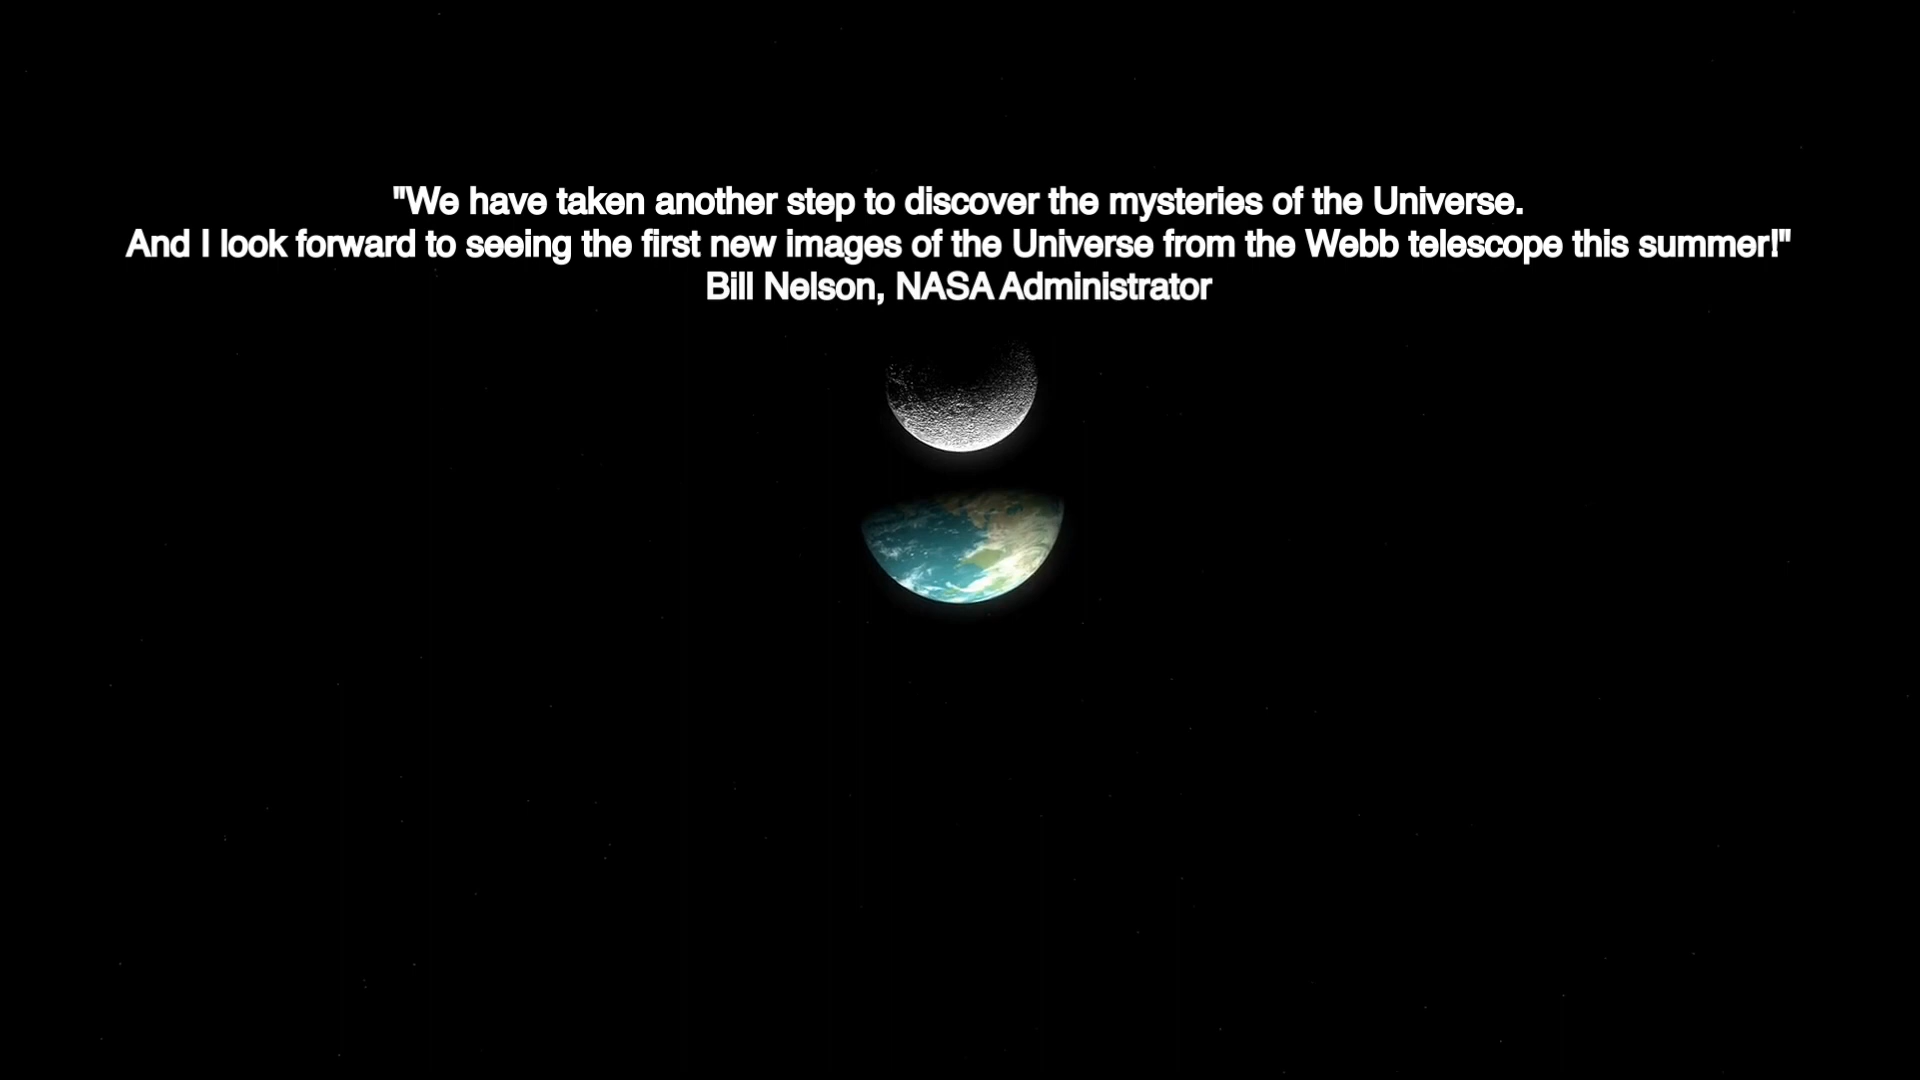 "We have taken another step to discover the mysteries of the Universe.
And I look forward to seeing the first new images of the Universe from the Webb telescope this summer!"
Bill Nelson, NASA Administrator